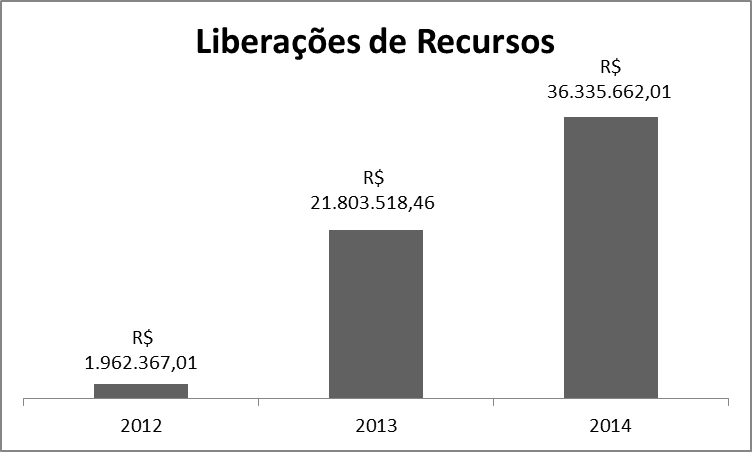 Liberações de Recursos
R$
36.335.662,01
R$
21.803.518,46
R$
1.962.367,01
2012
2013
2014